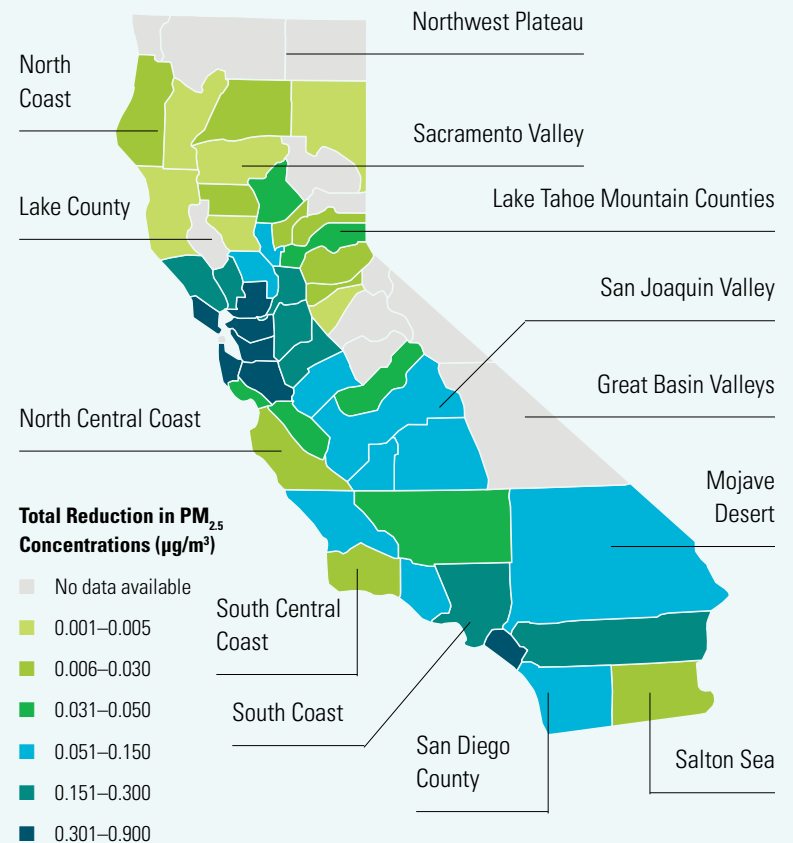 Northwest Plateau
North
Coast
Sacramento Valley
Lake Tahoe Mountain Counties
Lake County
San Joaquin Valley
Great Basin Valleys
North Central Coast
Mojave
Desert
Total Reduction in PM2.5
Concentrations (µg/m³)
No data available
0.001–0.005
0.006–0.030
0.031–0.050
0.051–0.150
0.151–0.300
0.301–0.900
South Central
Coast
South Coast
San Diego
County
Salton Sea